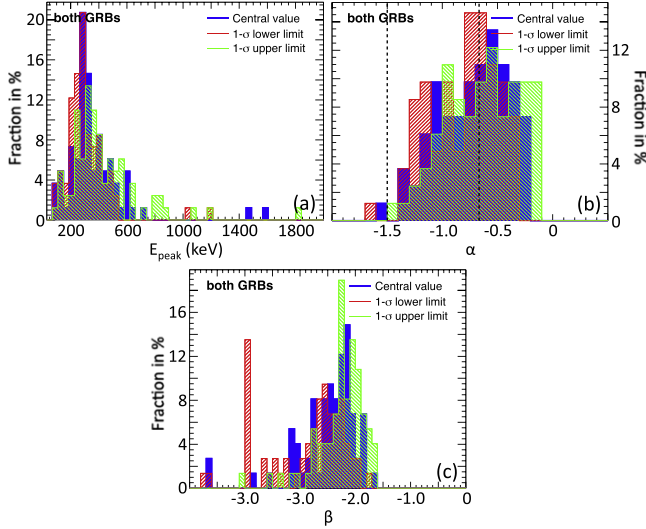 both GRBs
Central value
1-σ lower limit
1-σ upper limit
Fraction in %
20
16
12
8
4
0
200
600
1000
1400
1800
E_peak (keV)
(a)
both GRBs
Central value
1-σ lower limit
1-σ upper limit
Fraction in %
12
8
4
0
-1.5
-1.0
-0.5
0
α
(b)
both GRBs
Central value
1-σ lower limit
1-σ upper limit
Fraction in %
16
12
8
4
0
-3.0
-3.0
-2.0
-1.0
0
β
(c)